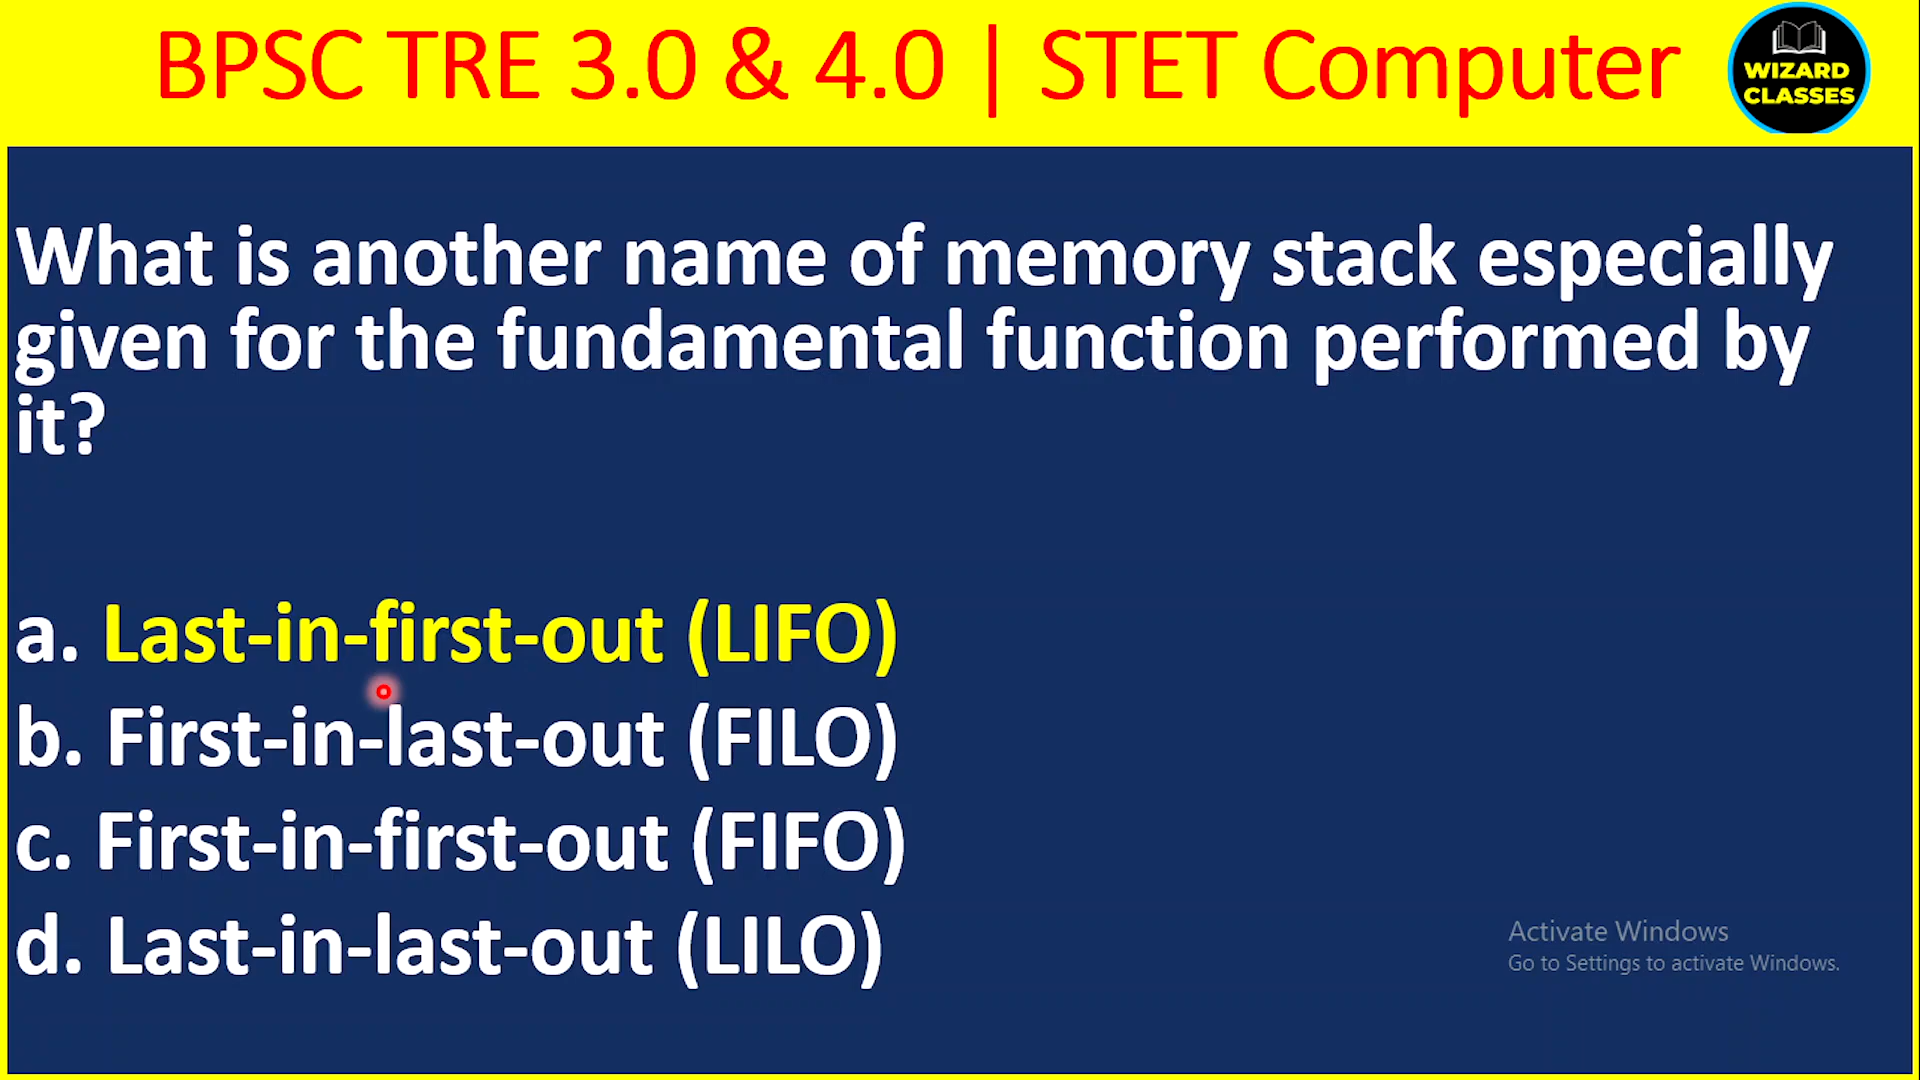 BPSC TRE 3.0 & 4.0 | STET Computer
WIZARD
CLASSES
What is another name of memory stack especially
given for the fundamental function performed by
it?
a. Last-in-first-out (LIFO)
b. First-in-last-out (FILO)
c. First-in-first-out (FIFO)
d. Last-in-last-out (LILO)
Activate Windows
Go to Settings to activate Windows.